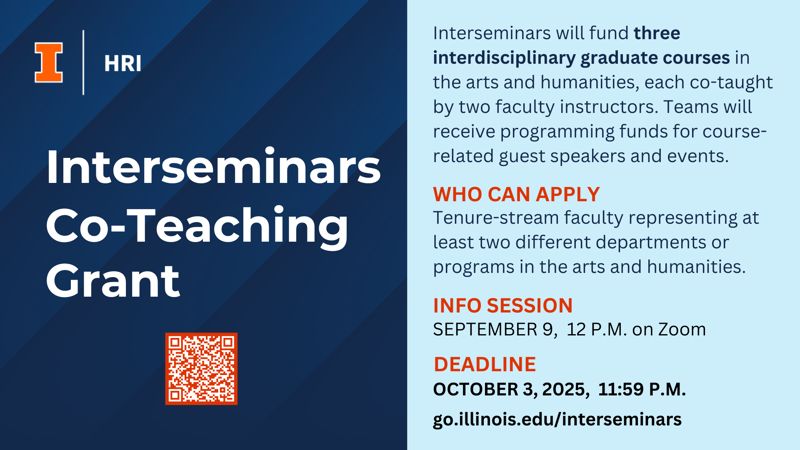 I
HRI
Interseminars
Co-Teaching
Grant
Interseminars will fund three
interdisciplinary graduate courses in
the arts and humanities, each co-taught
by two faculty instructors. Teams will
receive programming funds for course-
related guest speakers and events.
WHO CAN APPLY
Tenure-stream faculty representing at
least two different departments or
programs in the arts and humanities.
INFO SESSION
SEPTEMBER 9, 12 P.M. on Zoom
DEADLINE
OCTOBER 3, 2025, 11:59 P.M.
go.illinois.edu/interseminars